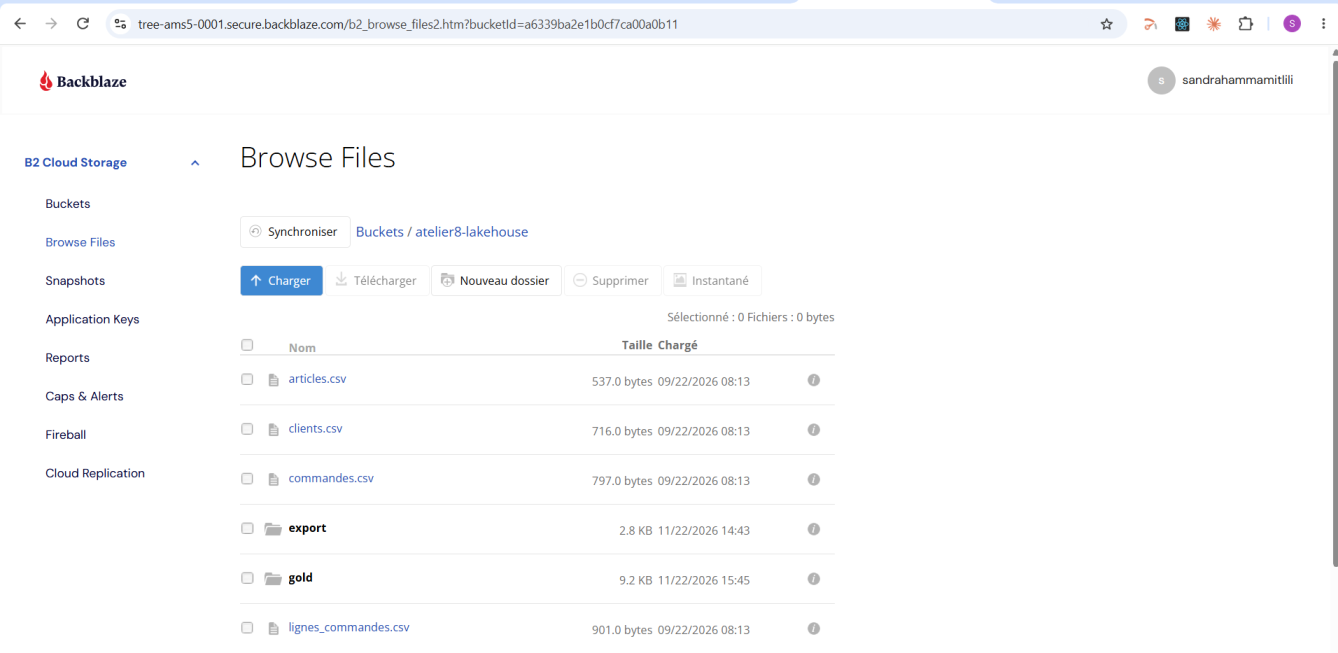 tree-ams5-0001.secure.backblaze.com/b2_browse_files2.htm?bucketId=a6339ba2e1b0cf7ca00a0b11
S
Backblaze
s sandrahammamitlili
B2 Cloud Storage
Buckets
Browse Files
Snapshots
Application Keys
Reports
Caps & Alerts
Fireball
Cloud Replication
Browse Files
Synchroniser Buckets / atelier8-lakehouse
Charger Télécharger Nouveau dossier Supprimer Instantané
Sélectionné : 0 Fichiers : 0 bytes
Nom Taille Chargé
articles.csv 537.0 bytes 09/22/2026 08:13
clients.csv 716.0 bytes 09/22/2026 08:13
commandes.csv 797.0 bytes 09/22/2026 08:13
export 2.8 KB 11/22/2026 14:43
gold 9.2 KB 11/22/2026 15:45
lignes_commandes.csv 901.0 bytes 09/22/2026 08:13